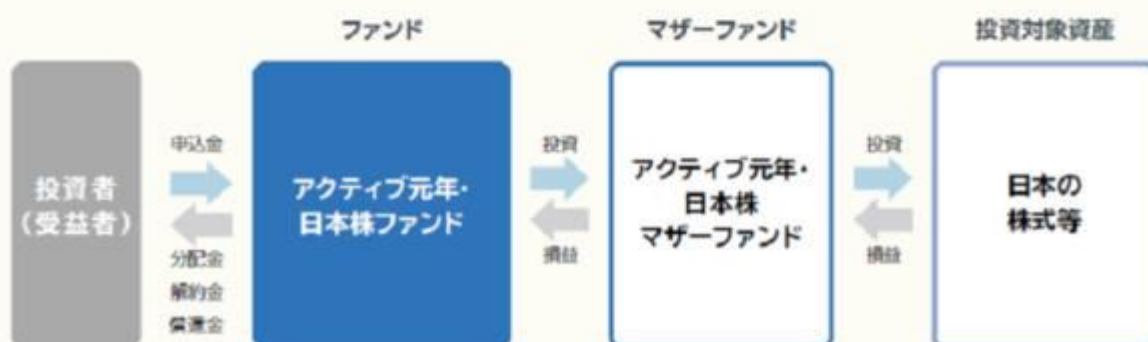 ファンド
マザーファンド
投資対象資産
投資者
(受益者)
申込金
分配金
解約金
償還金
アクティブ元年・
日本株ファンド
投資
損益
アクティブ元年・
日本株
マザーファンド
投資
損益
日本の
株式等